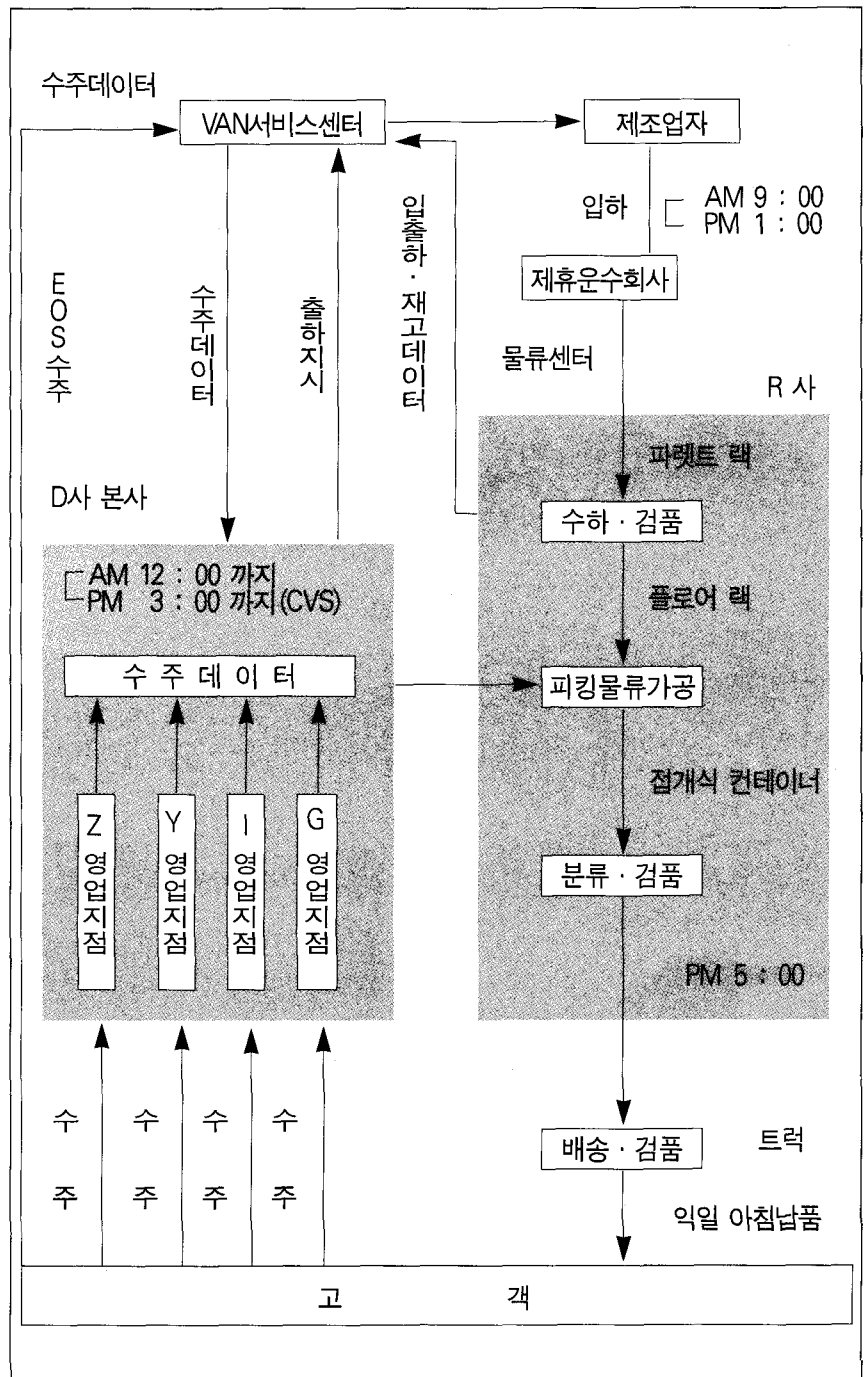 수주데이터
VAN서비스센터
제조업자
입하
AM 9 : 00
PM 1 : 00
제휴운수회사
EOS수주
수주데이터
출하지시
입출하·재고데이터
물류센터
R 사
파렛트 랙
수하·검품
D사 본사
AM 12 : 00 까지
PM 3 : 00 까지(CVS)
플로어 랙
수 주 데 이 터
피킹물류가공
접개식 컨테이너
Z 영업지점
Y 영업지점
I 영업지점
G 영업지점
분류·검품
PM 5 : 00
수주
수주
수주
수주
배송·검품
트럭
익일 아침납품
고 객